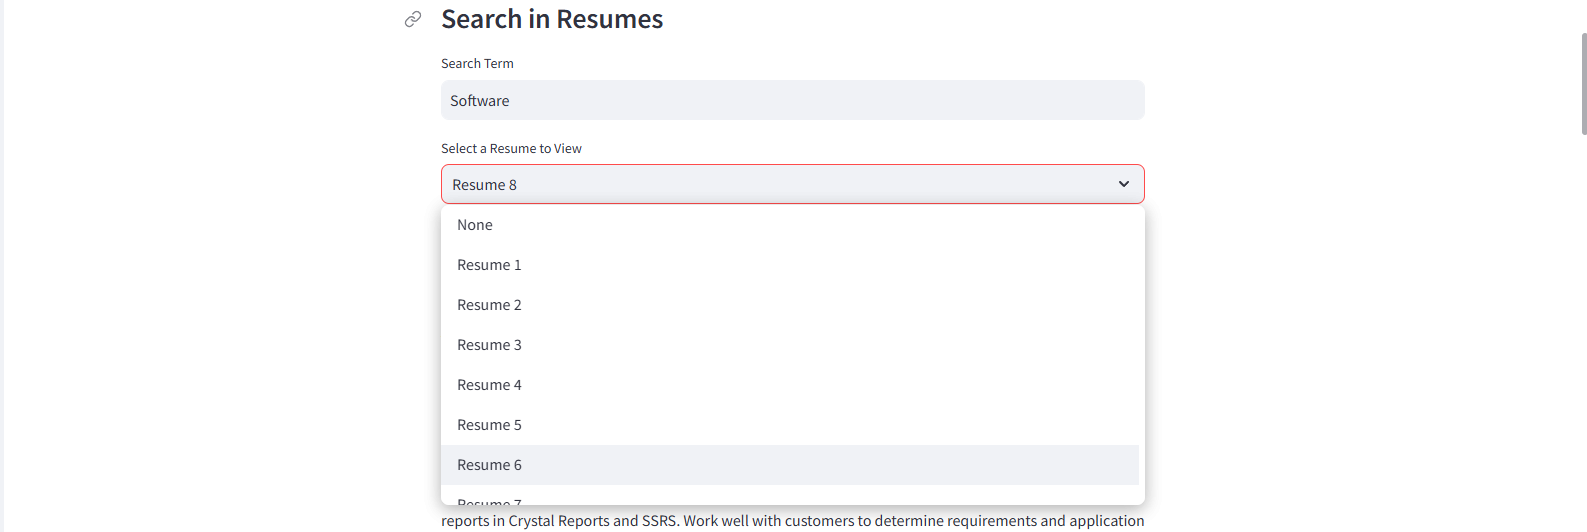 Search in Resumes
Search Term
Software
Select a Resume to View
Resume 8
None
Resume 1
Resume 2
Resume 3
Resume 4
Resume 5
Resume 6
Resume 7
reports in Crystal Reports and SSRS. Work well with customers to determine requirements and application